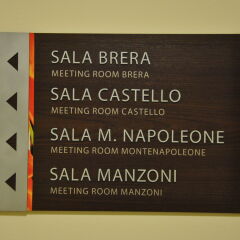 SALA BRERA
MEETING ROOM BRERA
SALA CASTELLO
MEETING ROOM CASTELLO
SALA M. NAPOLEONE
MEETING ROOM MONTENAPOLEONE
SALA MANZONI
MEETING ROOM MANZONI